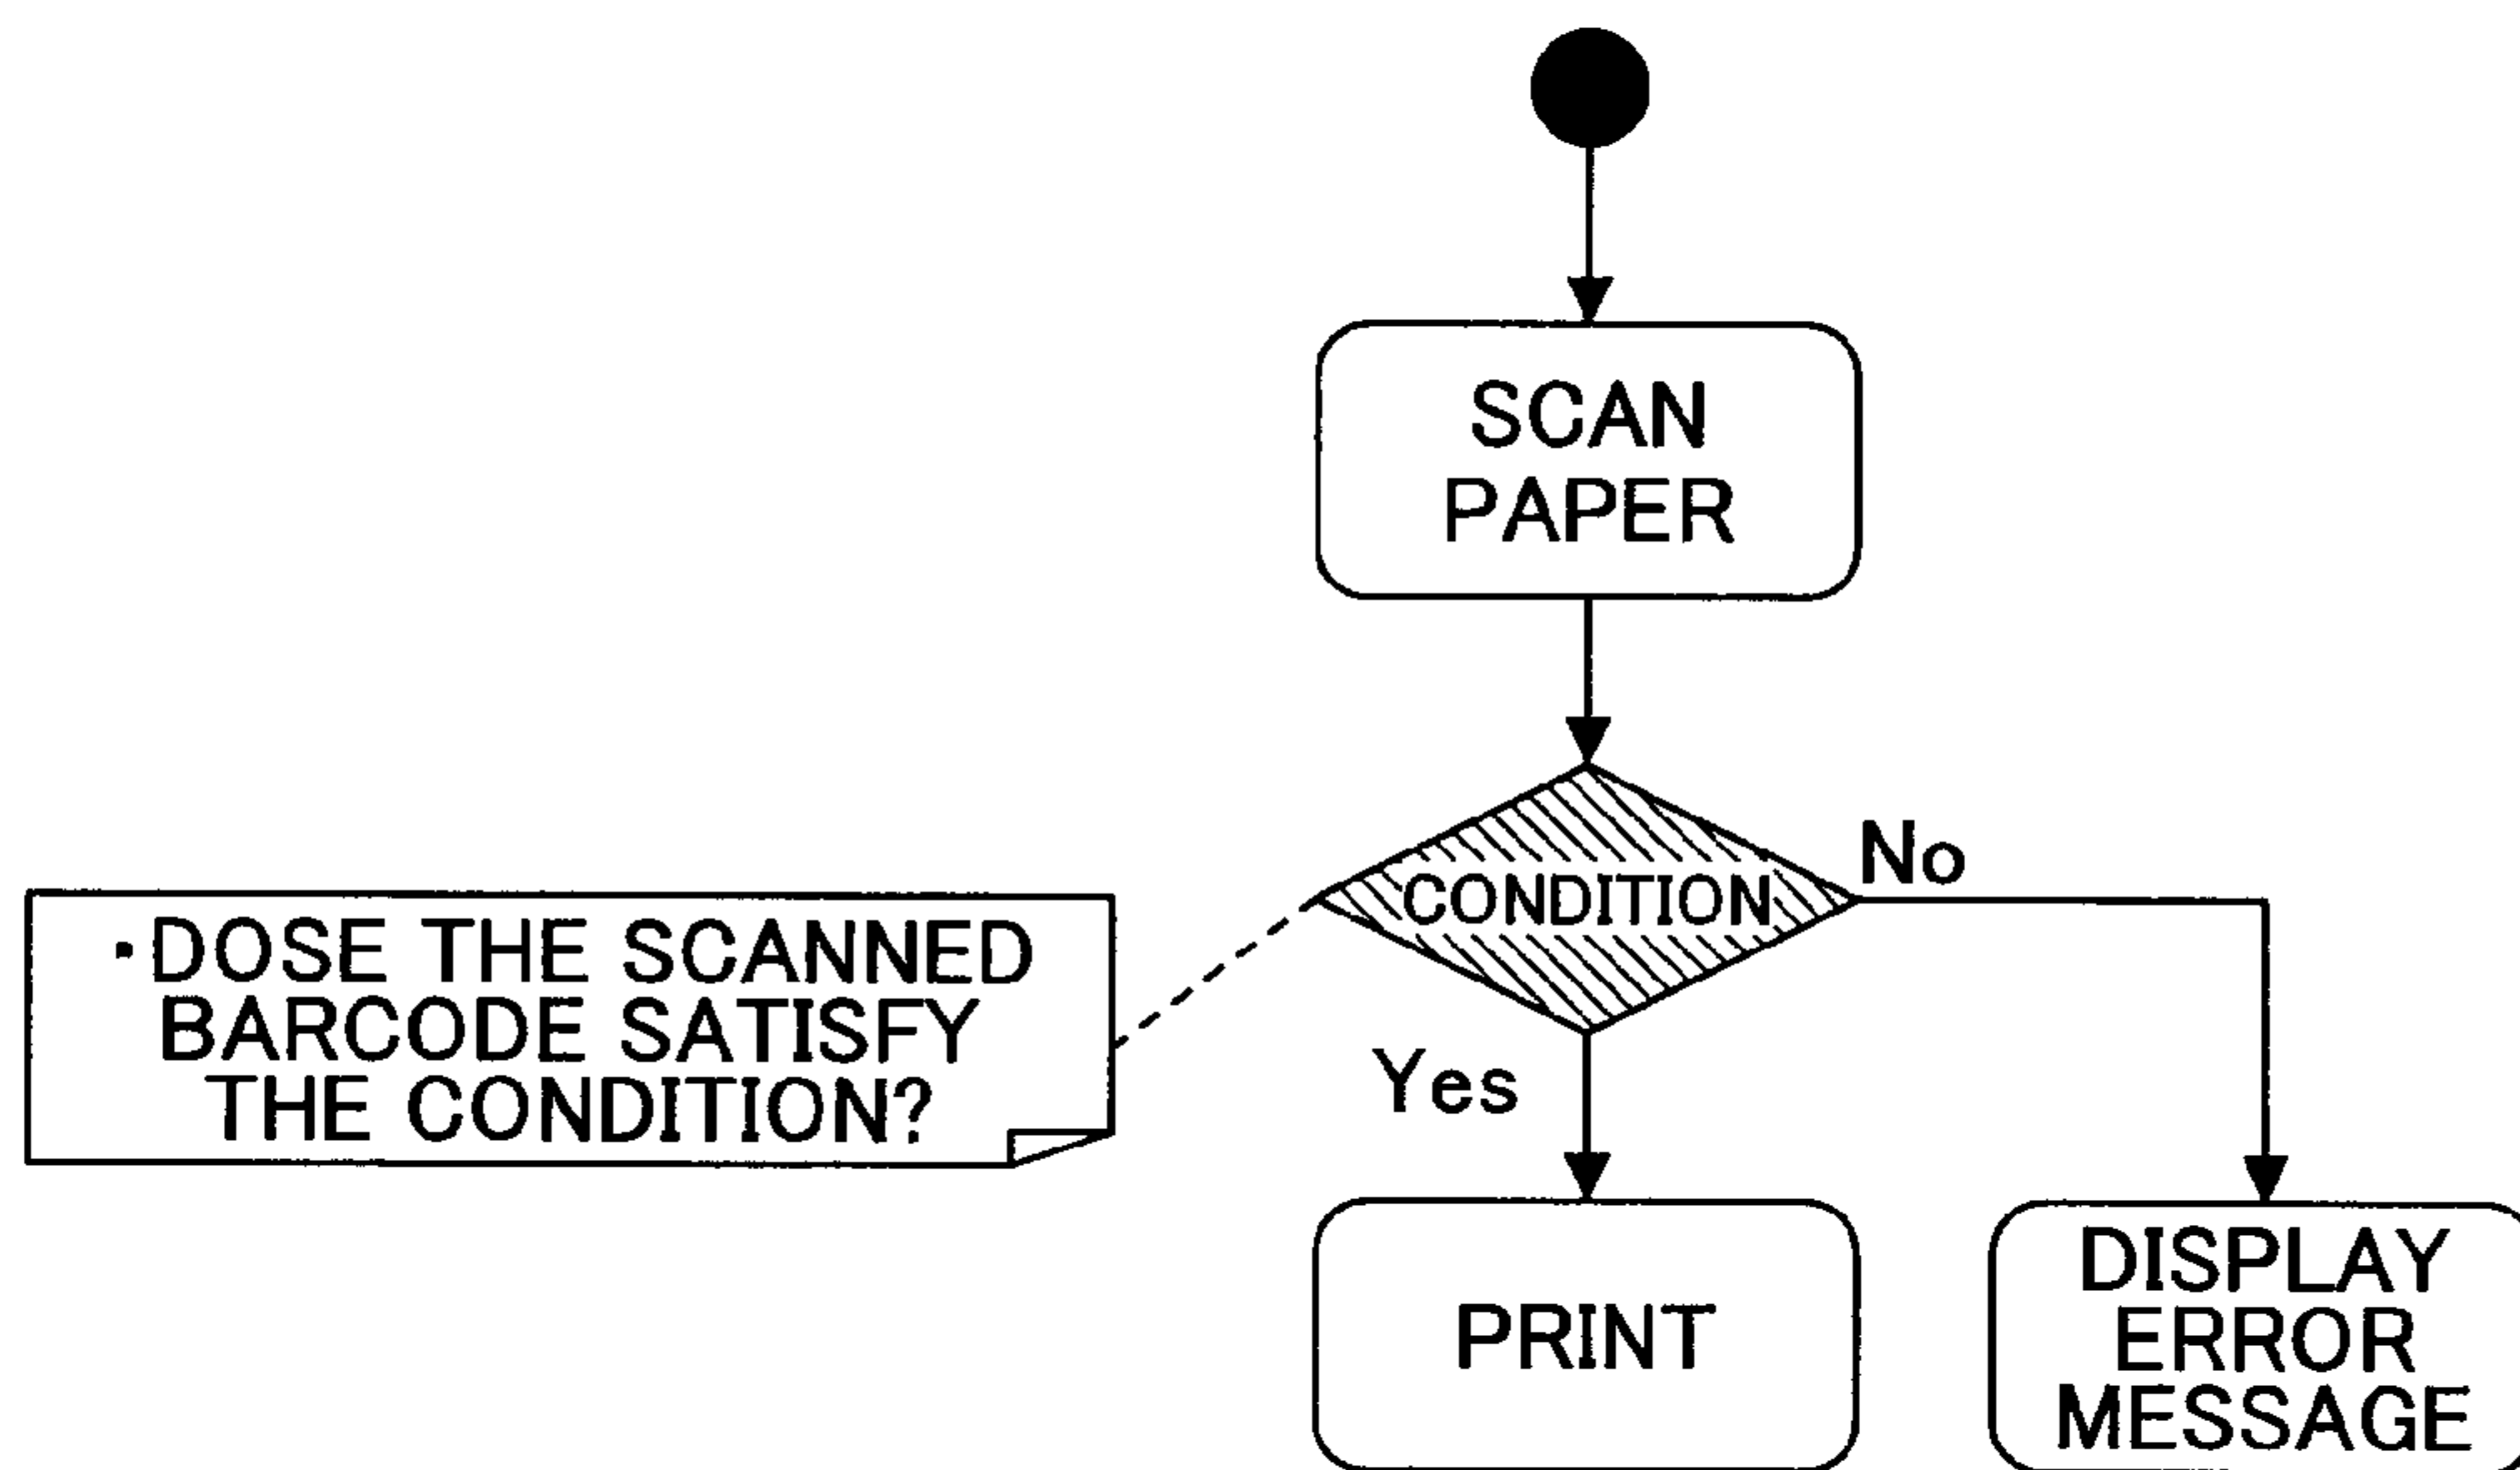 SCAN
PAPER
CONDITION
No
・DOSE THE SCANNED
BARCODE SATISFY
THE CONDITION?
Yes
PRINT
DISPLAY
ERROR
MESSAGE